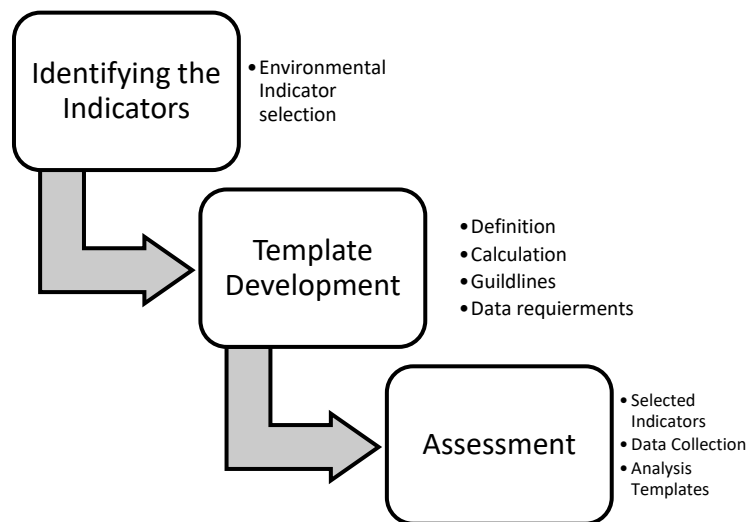 Identifying the
Indicators
• Environmental
Indicator
selection
Template
Development
• Definition
• Calculation
• Guildlines
• Data requierments
Assessment
• Selected
Indicators
• Data Collection
• Analysis
Templates